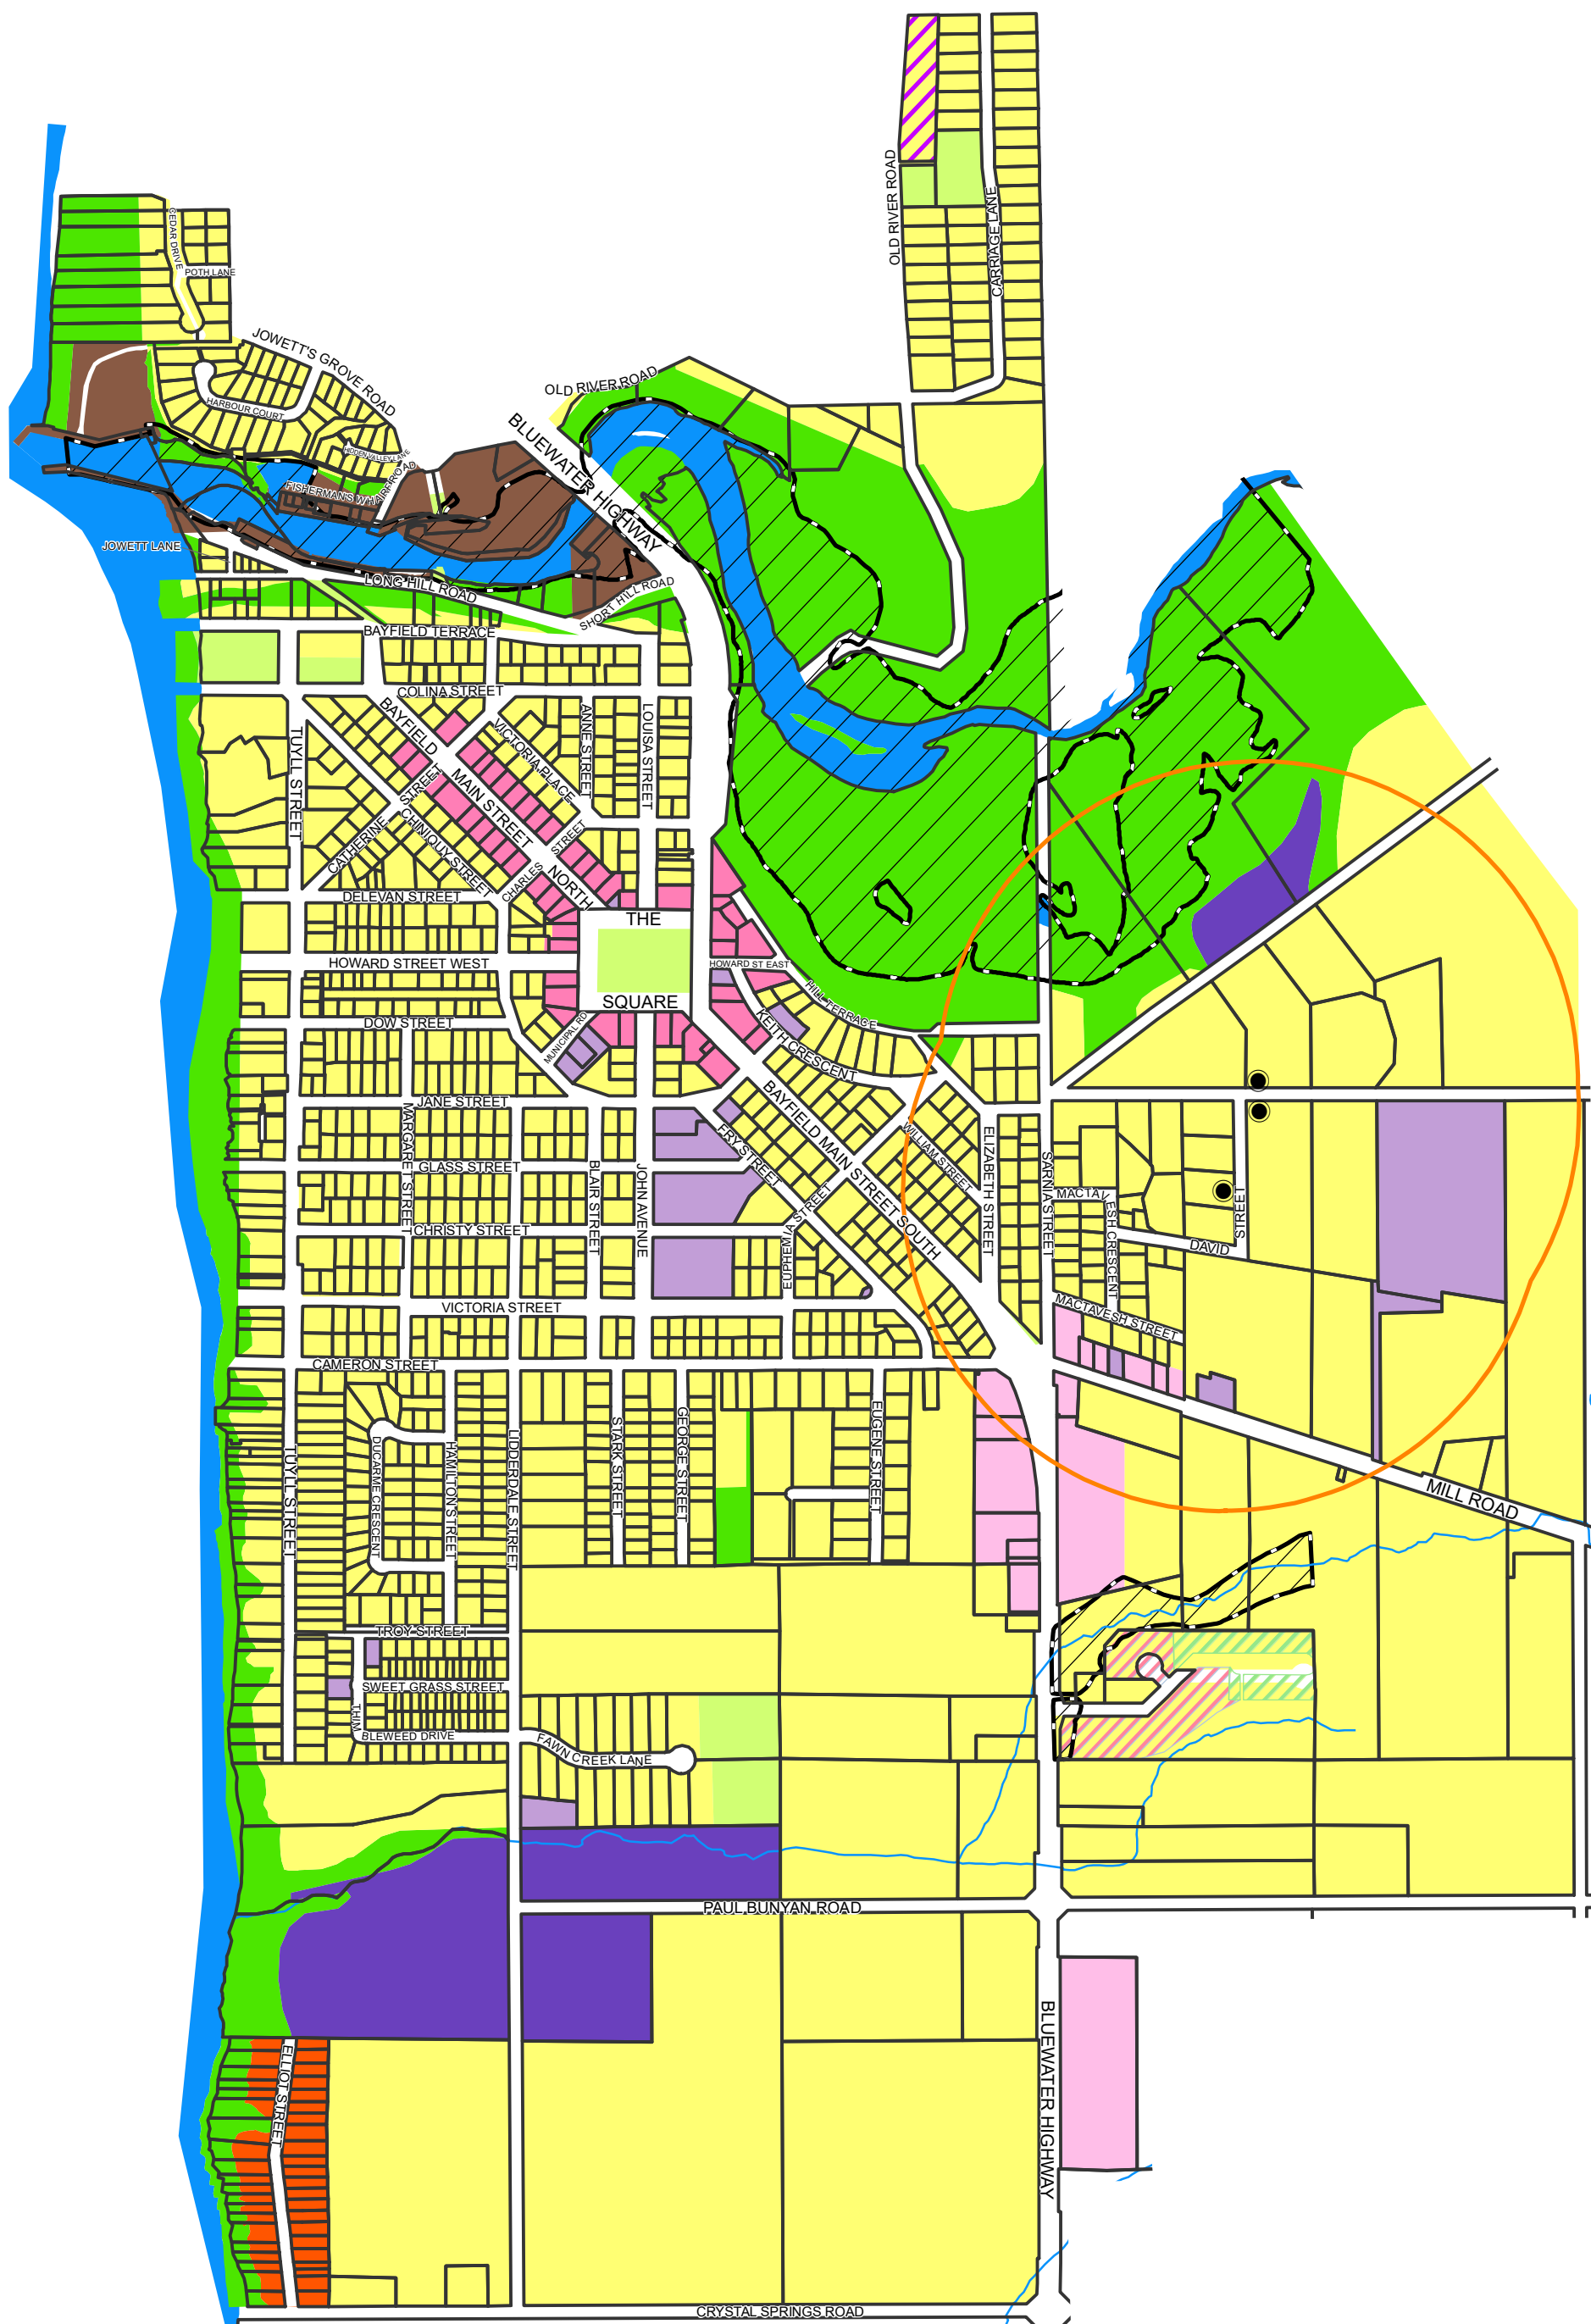 OLD RIVER ROAD
CARRIAGE LANE
CEDAR DRIVE
POTH LANE
JOWETT'S GROVE ROAD
HARBOUR COURT
HIDDEN VALLEY LANE
FISHERMAN'S WHARF ROAD
OLD RIVER ROAD
BLUEWATER HIGHWAY
JOWETT LANE
LONG HILL ROAD
SHORT HILL ROAD
BAYFIELD TERRACE
COLINA STREET
BAYFIELD
MAIN STREET
NORTH
VICTORIA PLACE
ANNE STREET
LOUISA STREET
TUYLL STREET
CATHERINE
STREET
CHINIQUY STREET
CHARLES
STREET
DELEVAN STREET
THE
SQUARE
HOWARD STREET WEST
HOWARD ST EAST
HILL TERRACE
DOW STREET
MUNICIPAL RD
KEITH CRESCENT
JANE STREET
MARGARET STREET
GLASS STREET
BLAIR STREET
JOHN AVENUE
FRY STREET
BAYFIELD MAIN STREET SOUTH
WILLIAM STREET
ELIZABETH STREET
SARNIA STREET
MACTAVESH CRESCENT
DAVID
STREET
CHRISTY STREET
EUPHEMIA STREET
VICTORIA STREET
MACTAVESH STREET
CAMERON STREET
TUYLL STREET
DUCARME CRESCENT
HAMILTON STREET
LIDDERDALE STREET
STARK STREET
GEORGE STREET
EUGENE STREET
MILL ROAD
TROY STREET
SWEET GRASS STREET
THIM
BLEWEED DRIVE
FAWN CREEK LANE
PAUL BUNYAN ROAD
ELLIOT STREET
BLUEWATER HIGHWAY
CRYSTAL SPRINGS ROAD